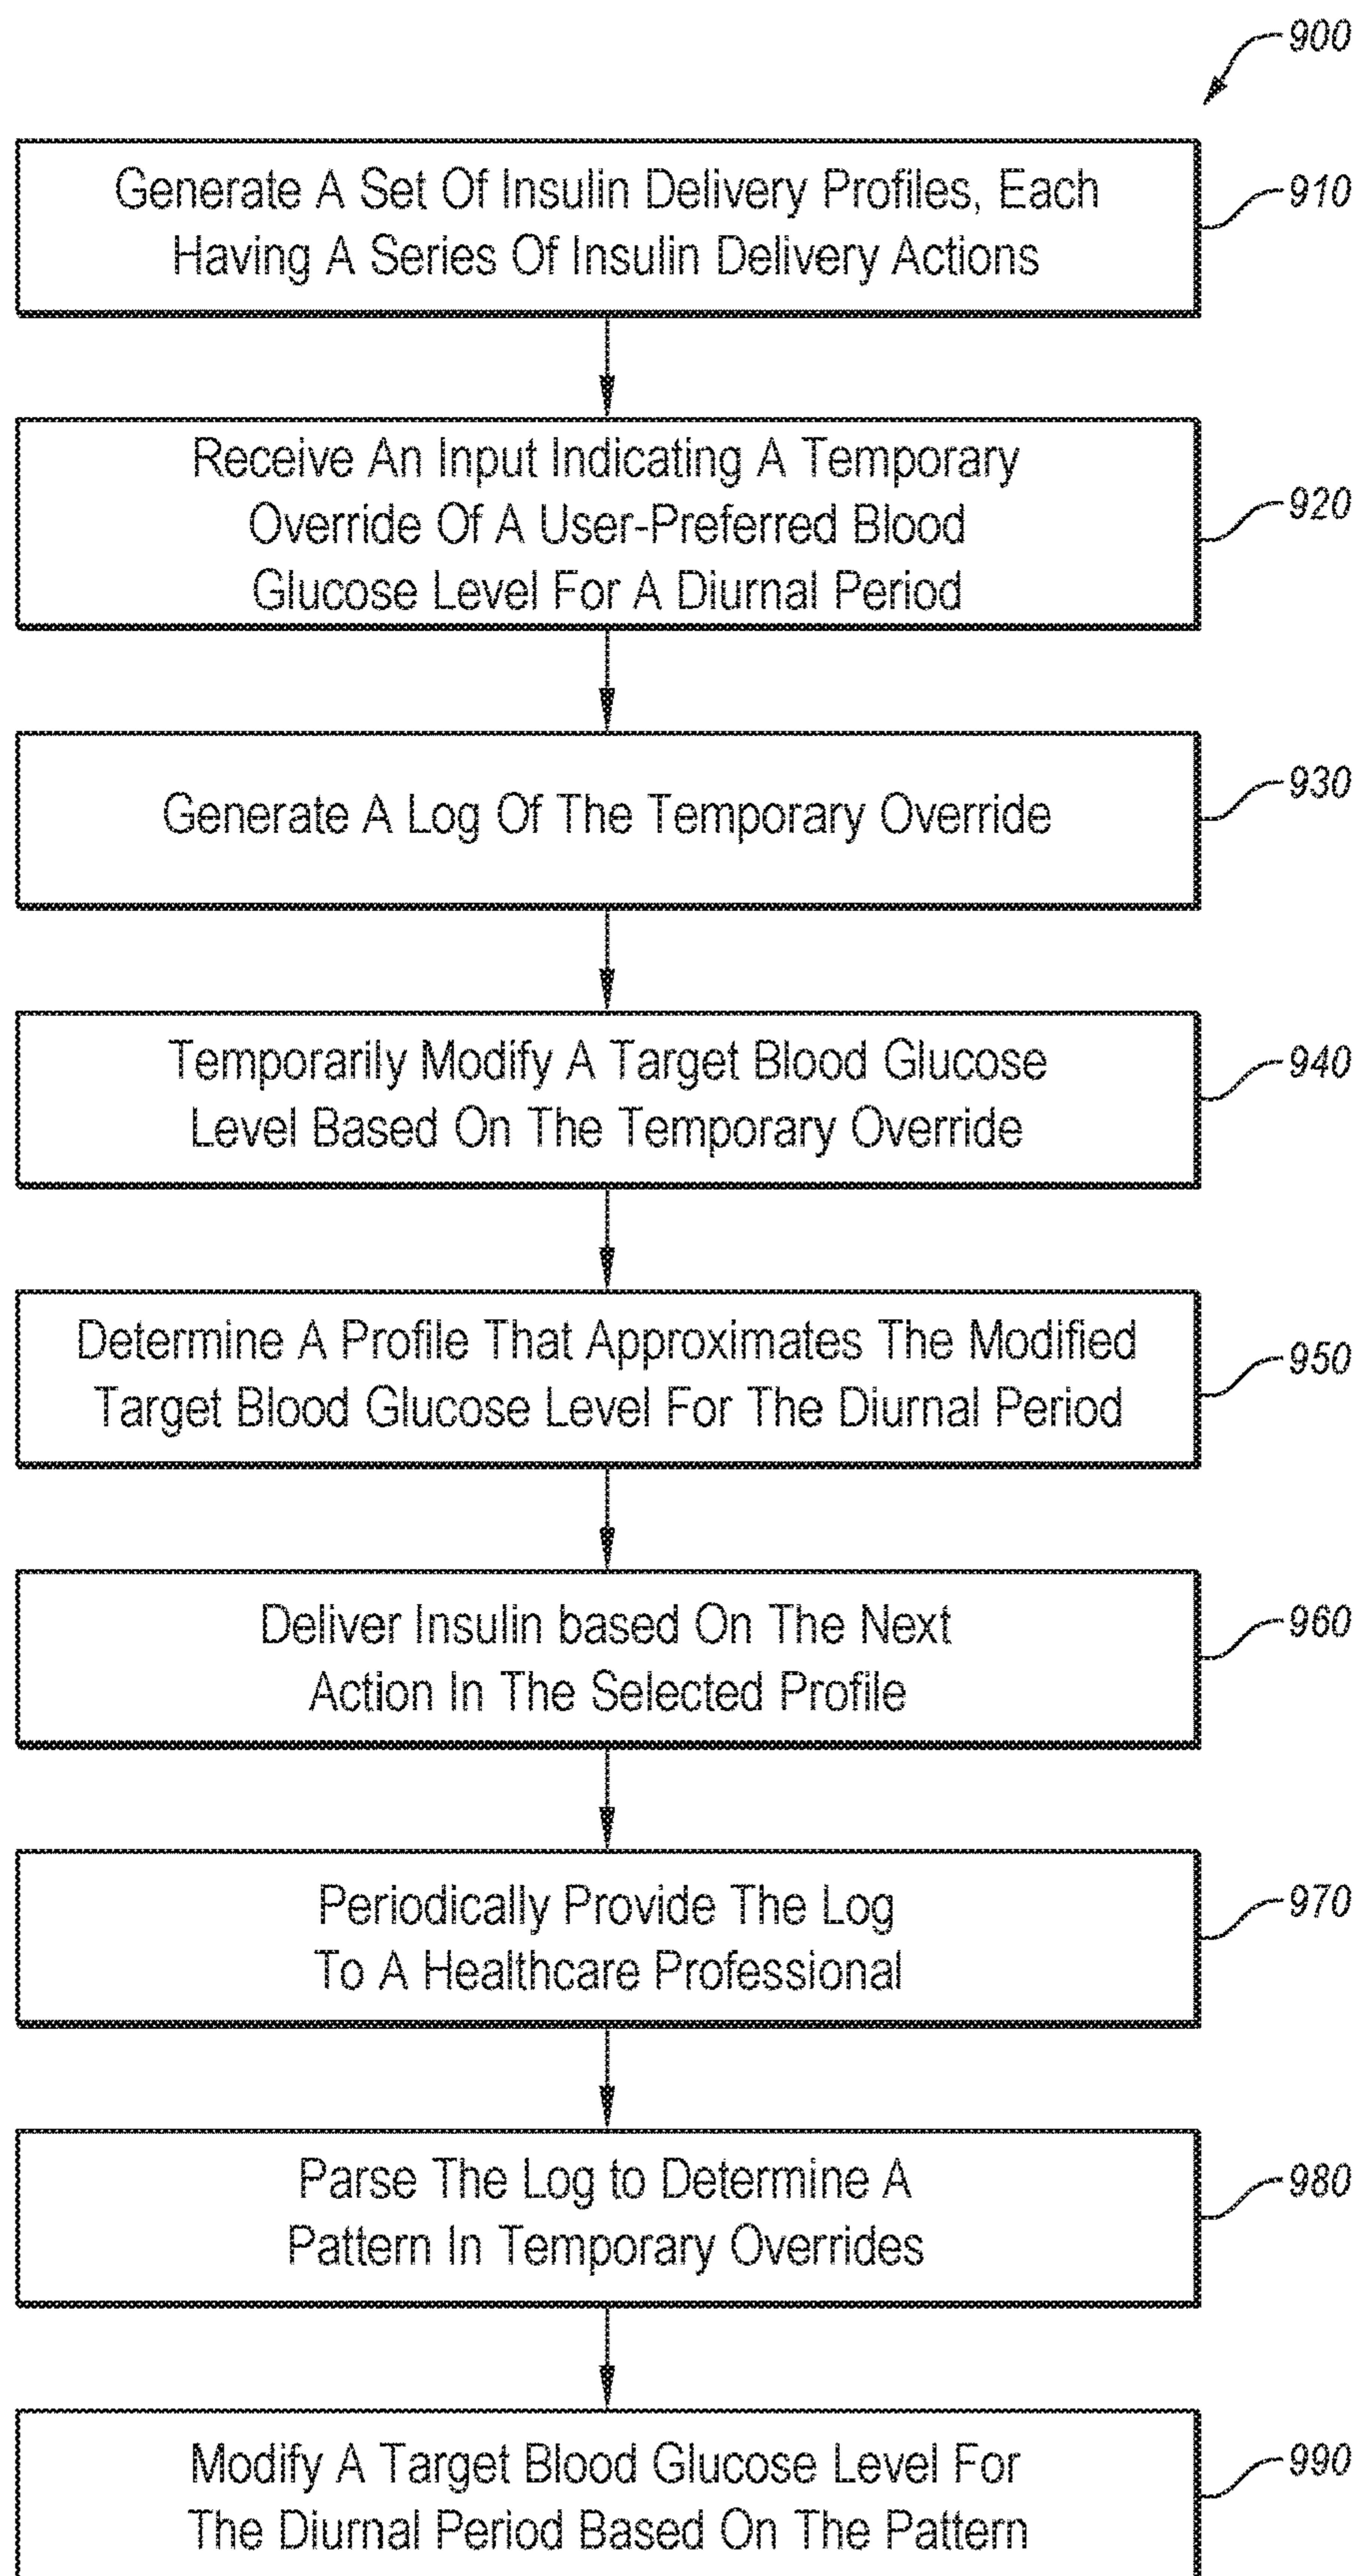 900
Generate A Set Of Insulin Delivery Profiles, Each
Having A Series Of Insulin Delivery Actions
910
Receive An Input Indicating A Temporary
Override Of A User-Preferred Blood
Glucose Level For A Diurnal Period
920
Generate A Log Of The Temporary Override
930
Temporarily Modify A Target Blood Glucose
Level Based On The Temporary Override
940
Determine A Profile That Approximates The Modified
Target Blood Glucose Level For The Diurnal Period
950
Deliver Insulin based On The Next
Action In The Selected Profile
960
Periodically Provide The Log
To A Healthcare Professional
970
Parse The Log to Determine A
Pattern In Temporary Overrides
980
Modify A Target Blood Glucose Level For
The Diurnal Period Based On The Pattern
990